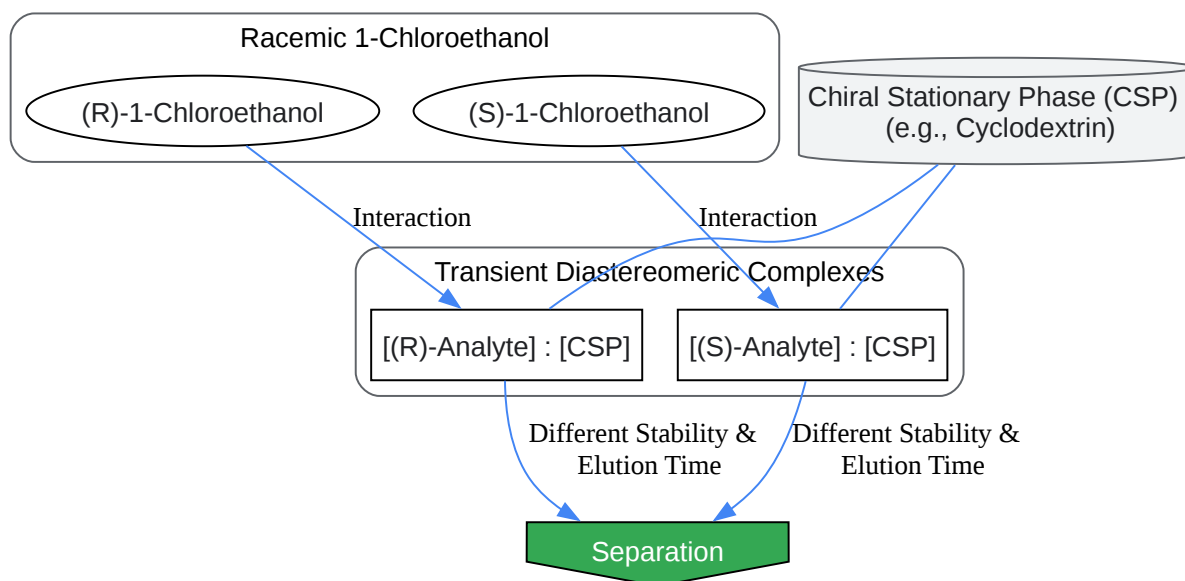 Racemic 1-Chloroethanol
(R)-1-Chloroethanol
(S)-1-Chloroethanol
Chiral Stationary Phase (CSP)
(e.g., Cyclodextrin)
Interaction
Interaction
Transient Diastereomeric Complexes
[(R)-Analyte] : [CSP]
[(S)-Analyte] : [CSP]
Different Stability &
Elution Time
Different Stability &
Elution Time
Separation